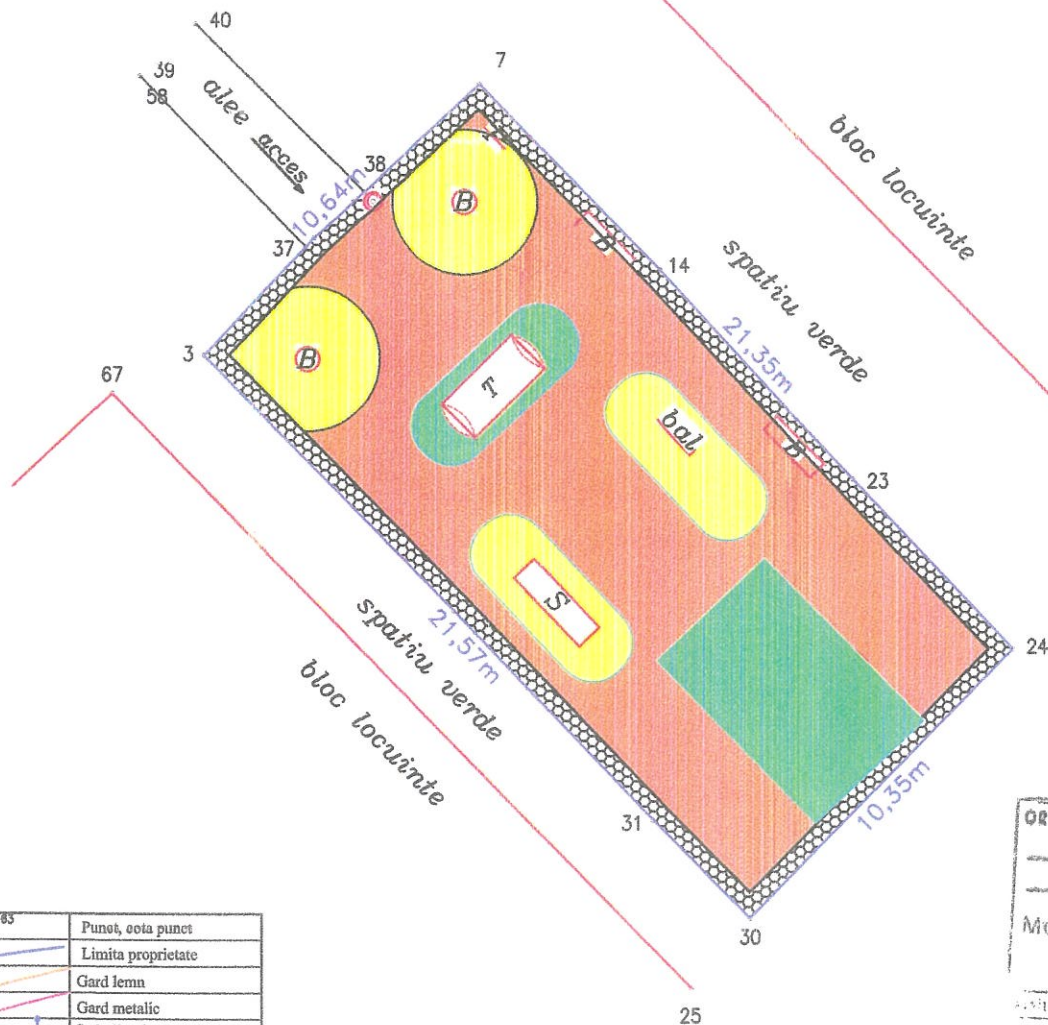 40
7
39
58
alee acces
38
10,64m
37
bloc locuinte
B
B
14
spatiu verde
21,35m
3
67
B
T
bal
B
23
S
spatiu verde
21,57m
24
bloc locuinte
31
10,35m
30
25
Punct, cota punct
Limita proprietate
Gard lemn
Gard metalic